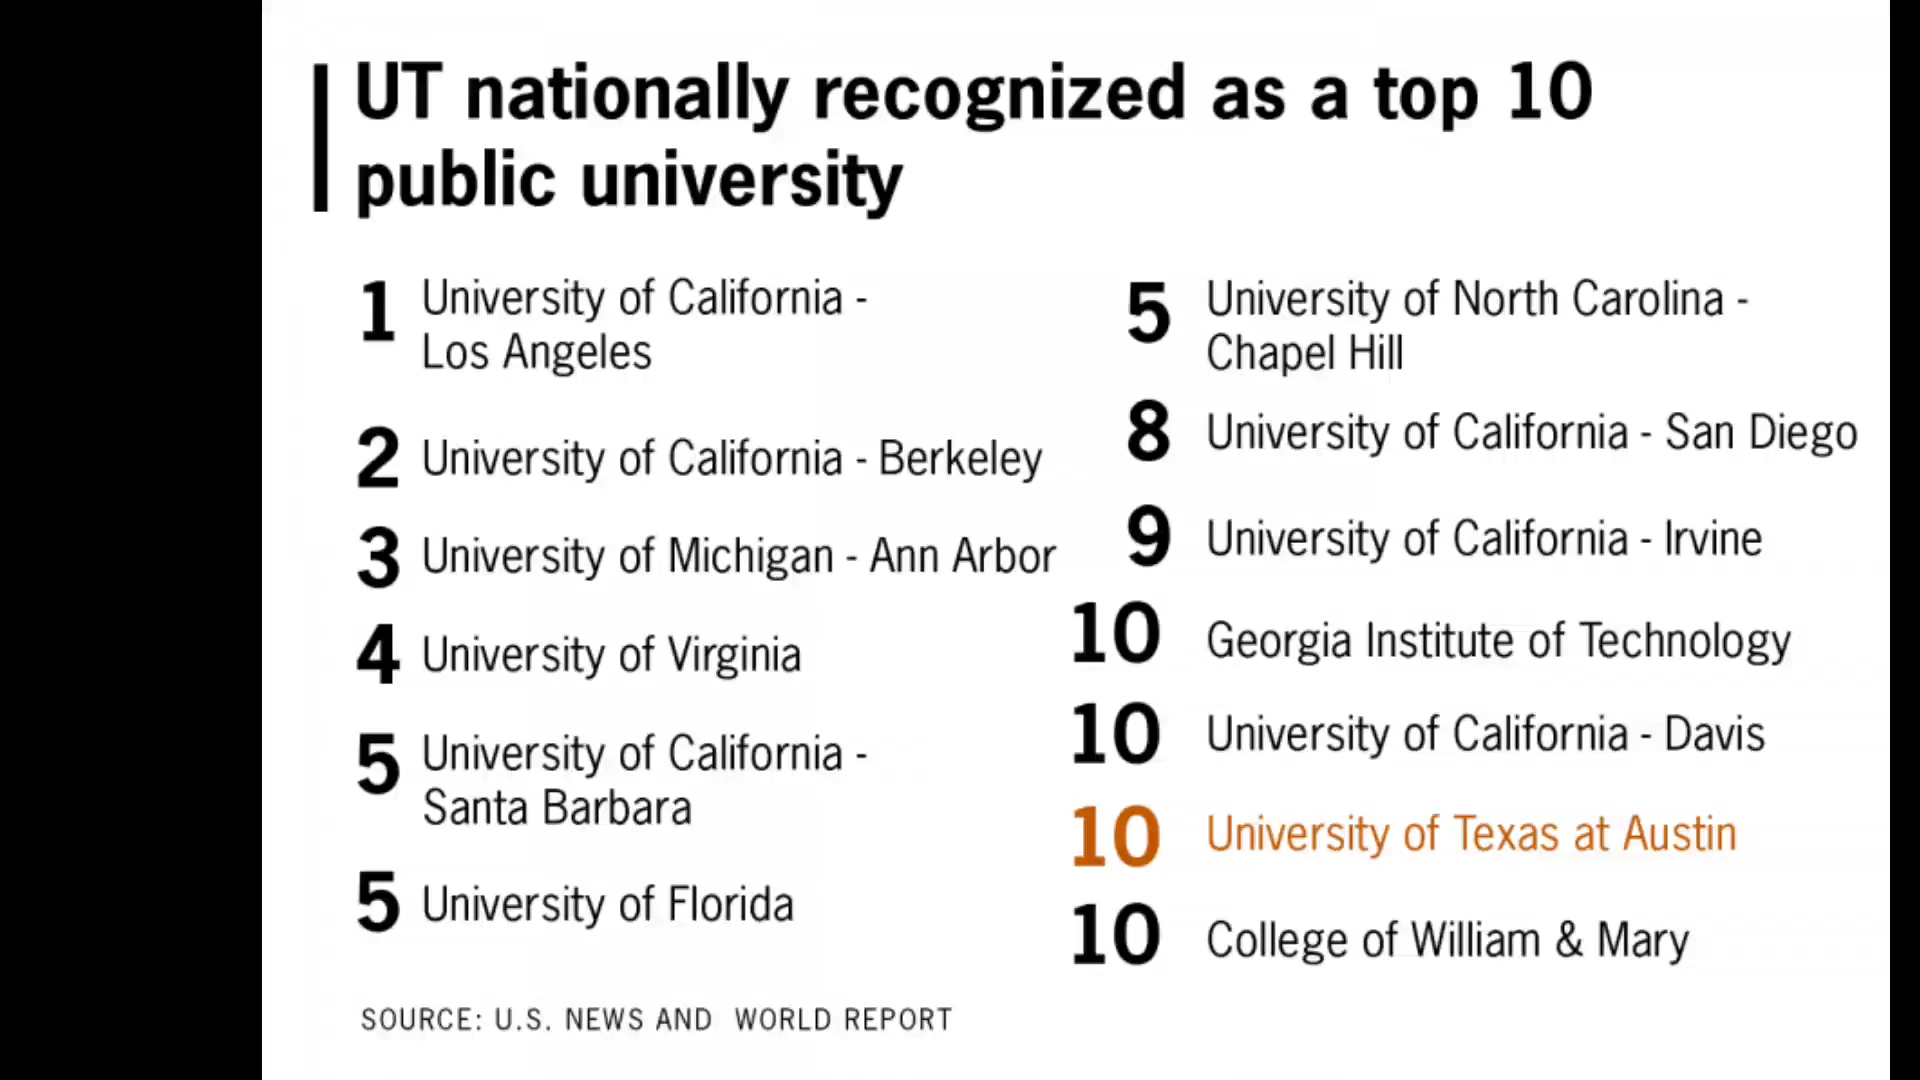 UT nationally recognized as a top 10
public university
1 University of California -
Los Angeles
2 University of California - Berkeley
3 University of Michigan - Ann Arbor
4 University of Virginia
5 University of California -
Santa Barbara
5 University of Florida
5 University of North Carolina -
Chapel Hill
8 University of California - San Diego
9 University of California - Irvine
10 Georgia Institute of Technology
10 University of California - Davis
10 University of Texas at Austin
10 College of William & Mary
SOURCE: U.S. NEWS AND WORLD REPORT